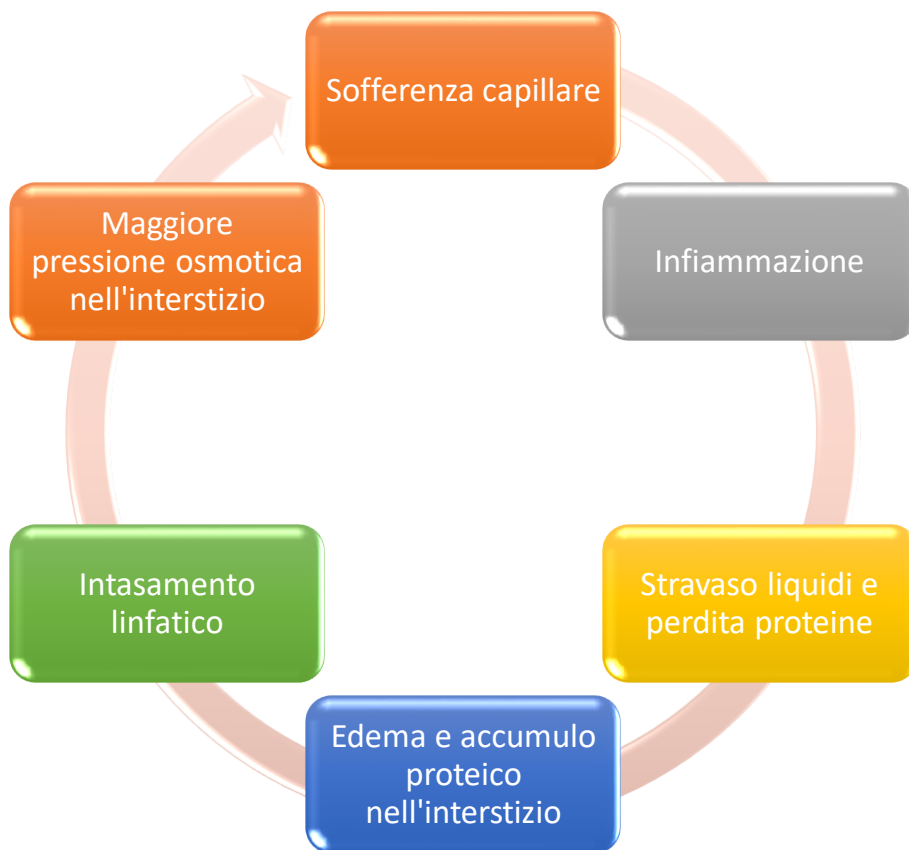 Sofferenza capillare
Infiammazione
Stravaso liquidi e
perdita proteine
Edema e accumulo
proteico
nell'interstizio
Intasamento
linfatico
Maggiore
pressione osmotica
nell'interstizio